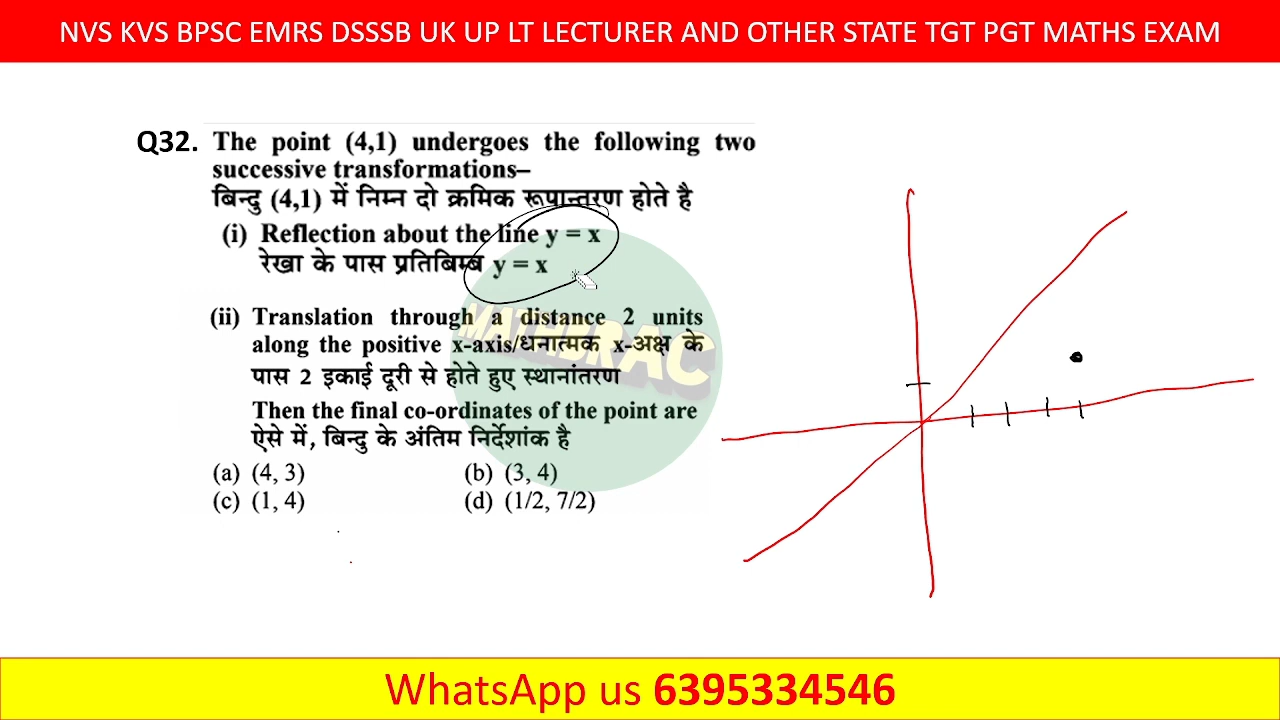 NVS KVS BPSC EMRS DSSSB UK UP LT LECTURER AND OTHER STATE TGT PGT MATHS EXAM
Q32. The point (4,1) undergoes the following two
successive transformations–
बिन्दु (4,1) में निम्न दो क्रमिक रूपान्तरण होते है
(i) Reflection about the line y = x
रेखा के पास प्रतिबिम्ब y = x
(ii) Translation through a distance 2 units
along the positive x-axis/धनात्मक x-अक्ष के
पास 2 इकाई दूरी से होते हुए स्थानांतरण
Then the final co-ordinates of the point are
ऐसे में, बिन्दु के अंतिम निर्देशांक है
(a) (4, 3) (b) (3, 4)
(c) (1, 4) (d) (1/2, 7/2)
MATHBRAC
WhatsApp us 6395334546